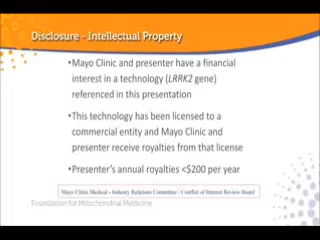 Disclosure - Intellectual Property
•Mayo Clinic and presenter have a financial
interest in a technology (LRRK2 gene)
referenced in this presentation
•This technology has been licensed to a
commercial entity and Mayo Clinic and
presenter receive royalties from that license
•Presenter's annual royalties <$200 per year
Mayo Clinic Medical - Industry Relations Committee / Conflict of Interest Review Board
Foundation for Mitochondrial Medicine